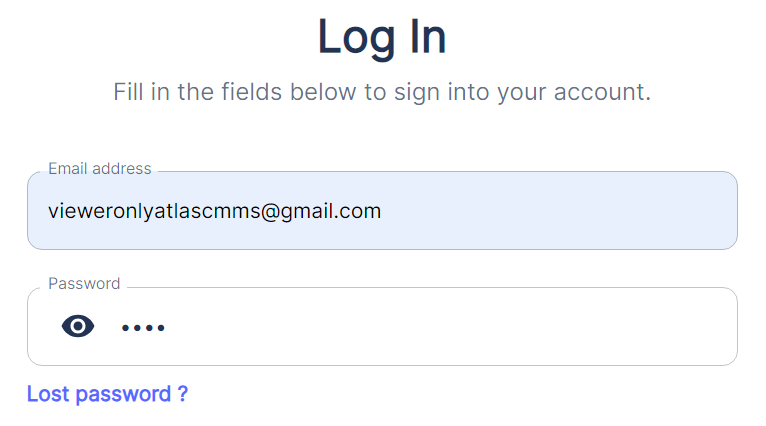 Log In
Fill in the fields below to sign into your account.
Email address
vieweronlyatlascmms@gmail.com
Password
••••
Lost password ?